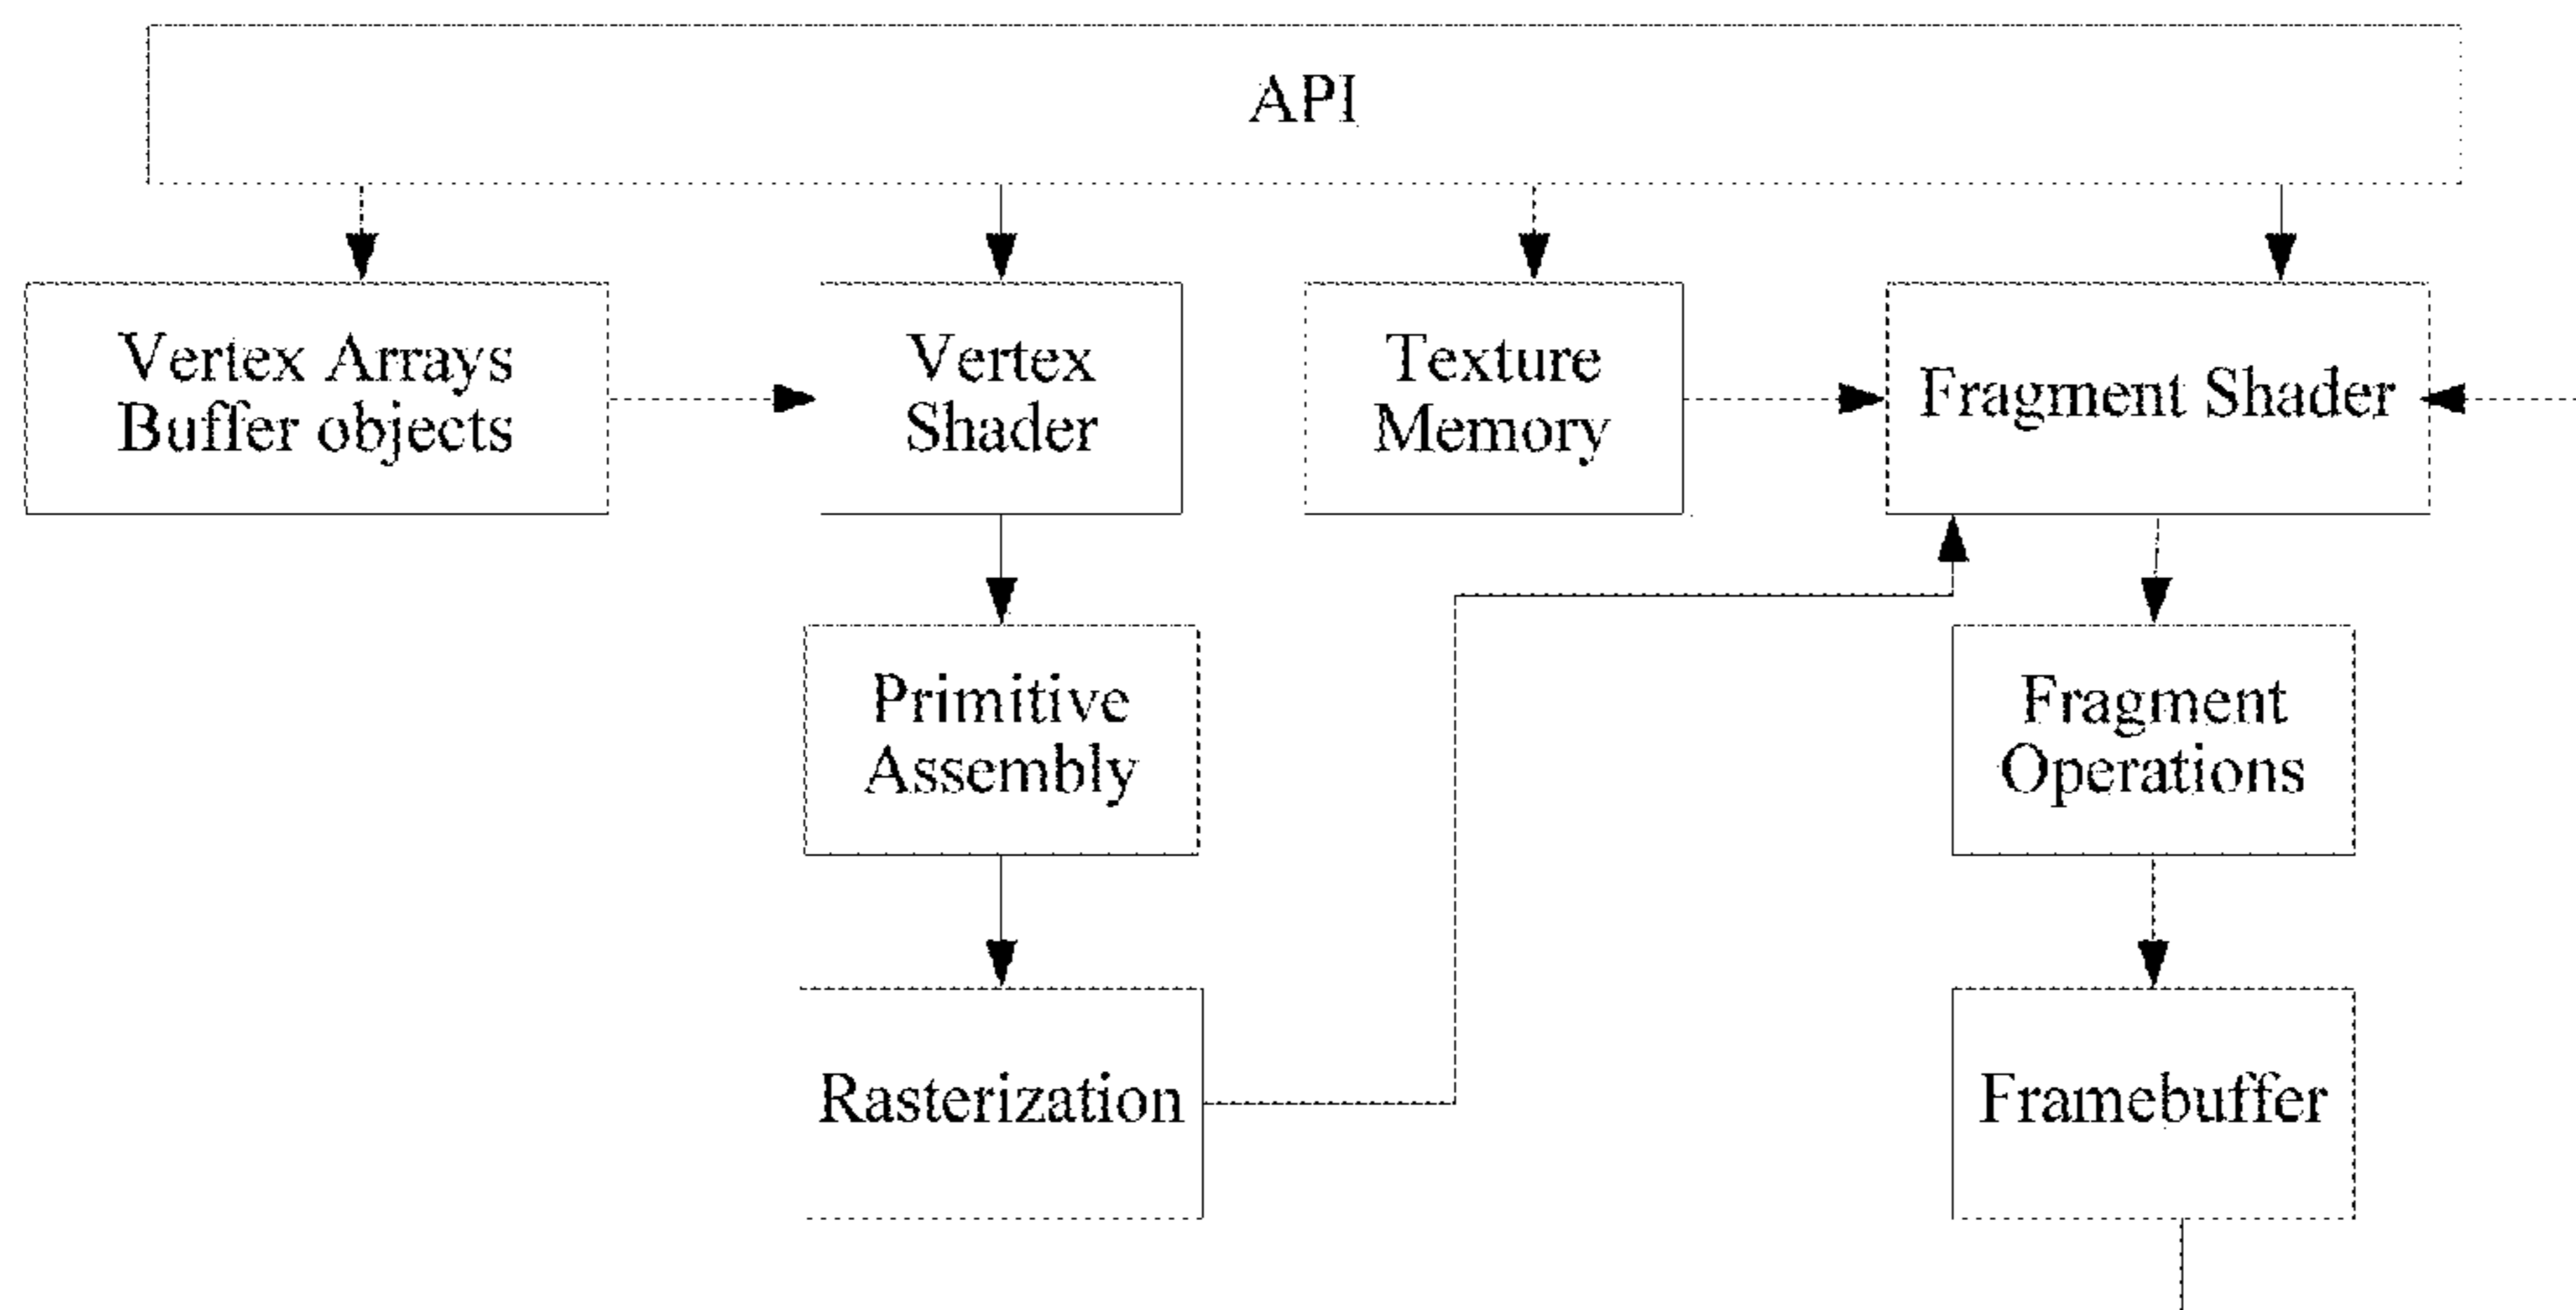 API
Vertex Arrays
Buffer objects
Vertex
Shader
Texture
Memory
Fragment Shader
Primitive
Assembly
Fragment
Operations
Rasterization
Framebuffer